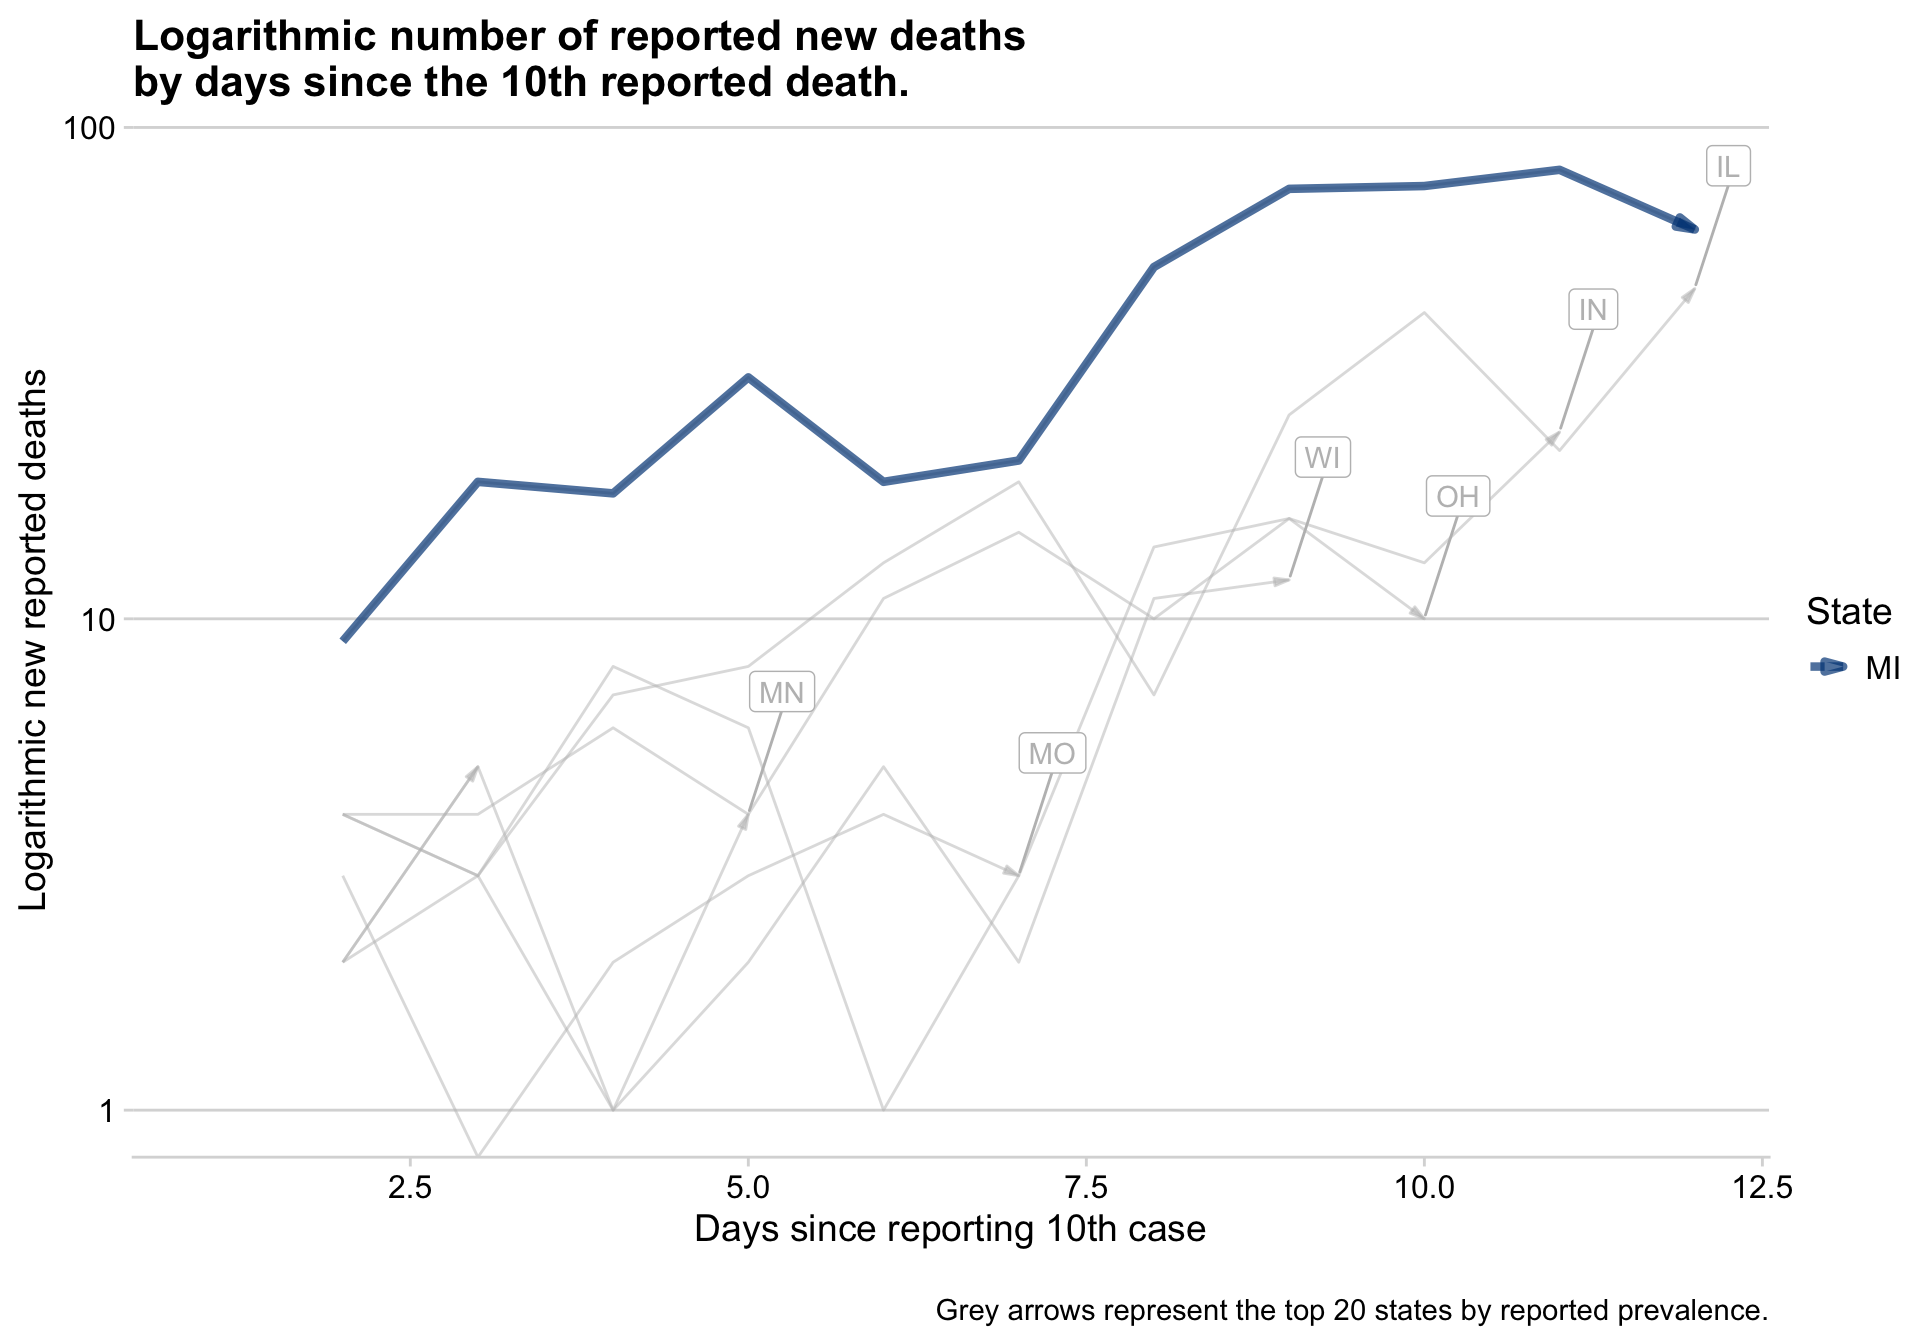 Logarithmic number of reported new deaths
by days since the 10th reported death.
100
10
1
Logarithmic new reported deaths
IL
IN
WI
OH
MN
MO
State
MI
2.5
5.0
7.5
10.0
12.5
Days since reporting 10th case
Grey arrows represent the top 20 states by reported prevalence.